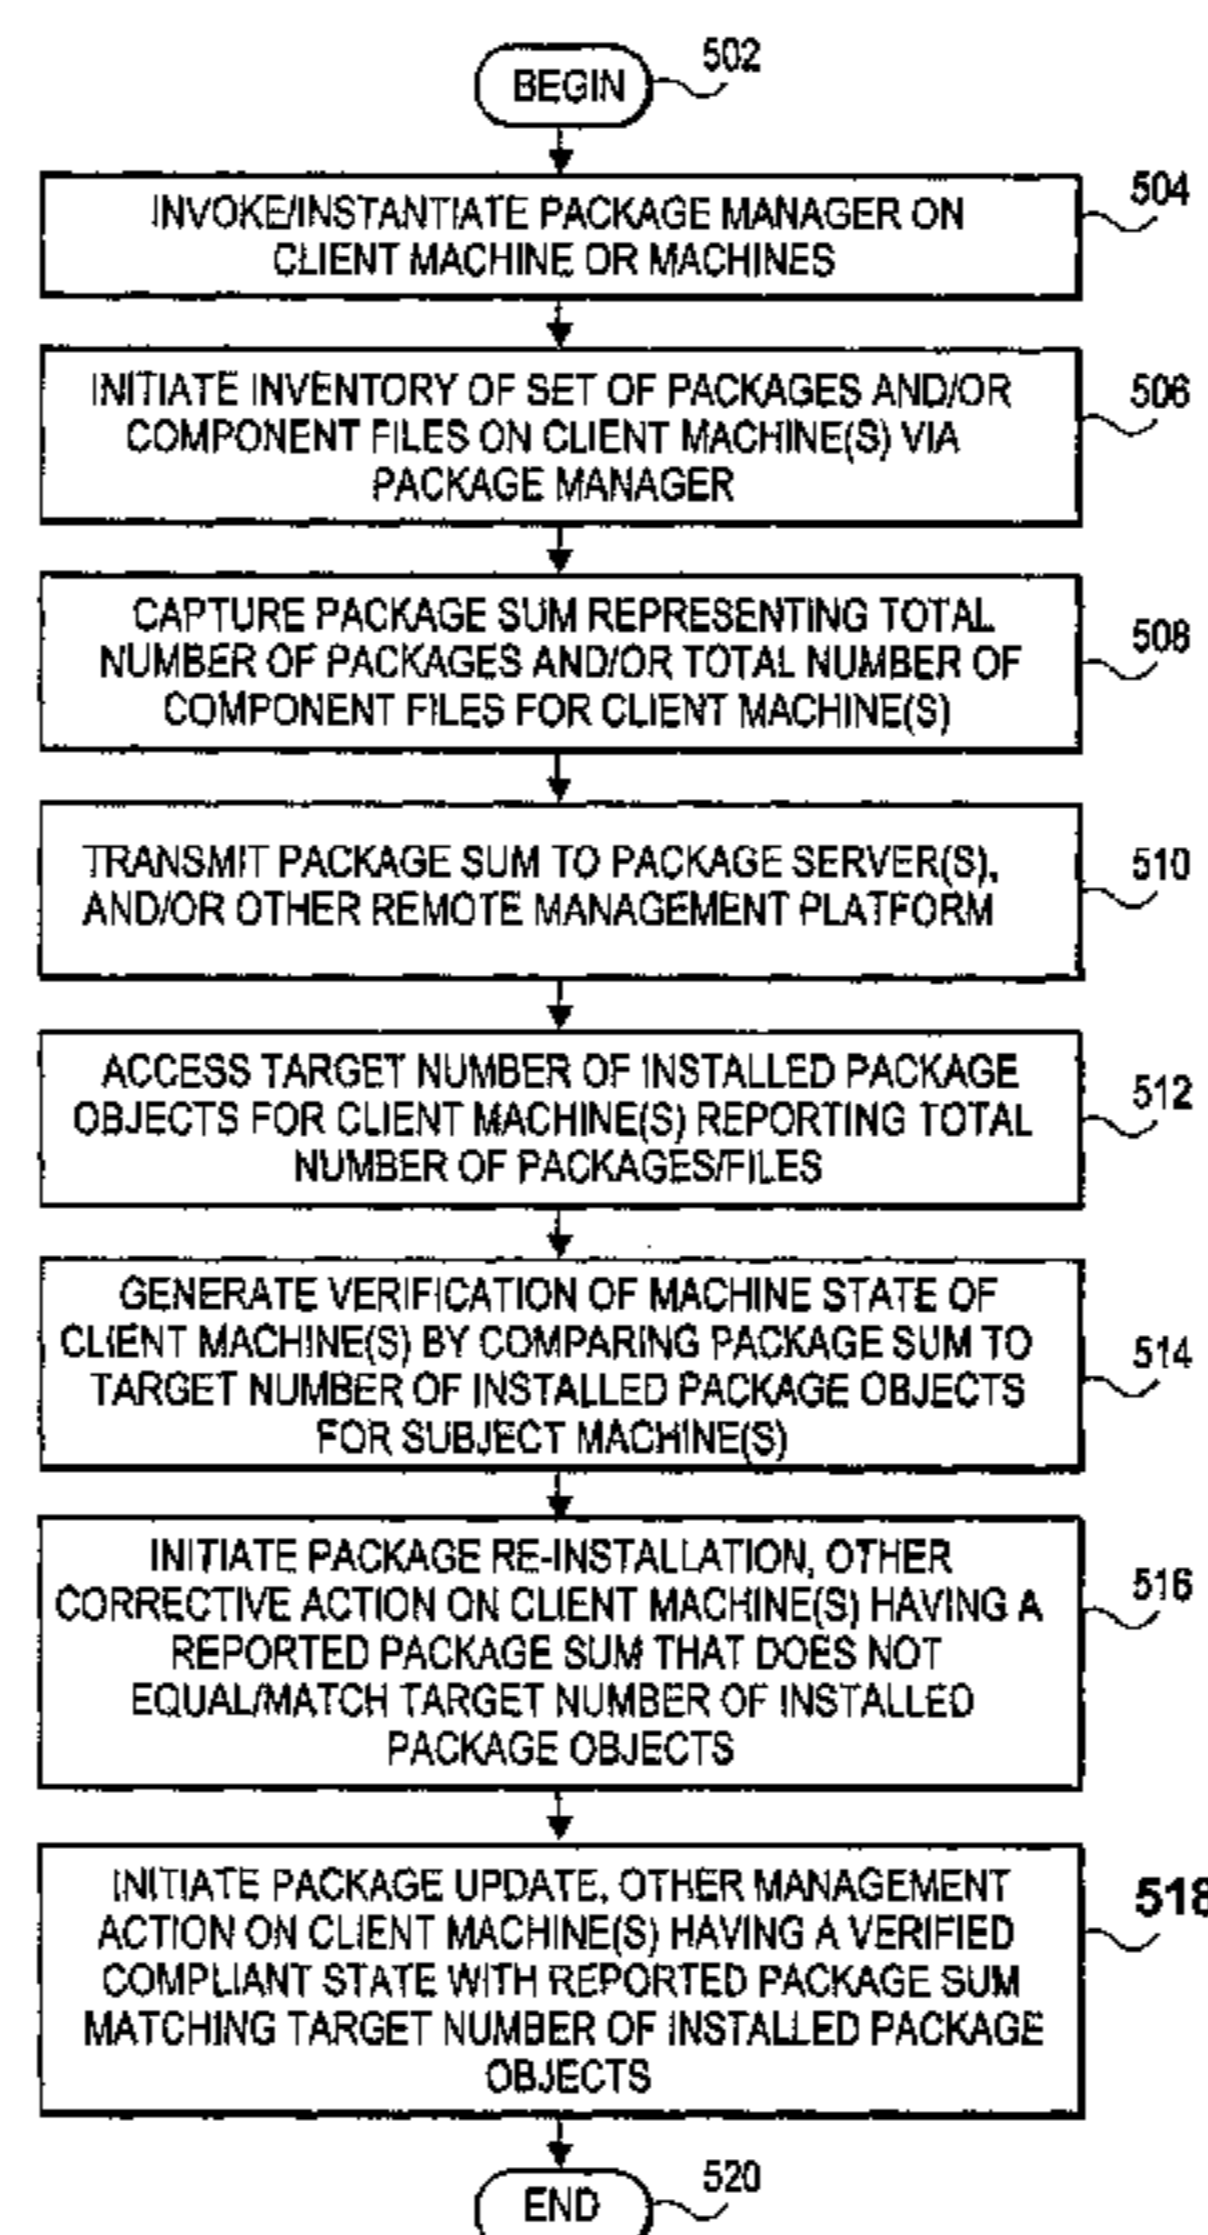 BEGIN
502
INVOKE/INSTANTIATE PACKAGE MANAGER ON
CLIENT MACHINE OR MACHINES
504
INITIATE INVENTORY OF SET OF PACKAGES AND/OR
COMPONENT FILES ON CLIENT MACHINE(S) VIA
PACKAGE MANAGER
506
CAPTURE PACKAGE SUM REPRESENTING TOTAL
NUMBER OF PACKAGES AND/OR TOTAL NUMBER OF
COMPONENT FILES FOR CLIENT MACHINE(S)
508
TRANSMIT PACKAGE SUM TO PACKAGE SERVER(S),
AND/OR OTHER REMOTE MANAGEMENT PLATFORM
510
ACCESS TARGET NUMBER OF INSTALLED PACKAGE
OBJECTS FOR CLIENT MACHINE(S) REPORTING TOTAL
NUMBER OF PACKAGES/FILES
512
GENERATE VERIFICATION OF MACHINE STATE OF
CLIENT MACHINE(S) BY COMPARING PACKAGE SUM TO
TARGET NUMBER OF INSTALLED PACKAGE OBJECTS
FOR SUBJECT MACHINE(S)
514
INITIATE PACKAGE RE-INSTALLATION, OTHER
CORRECTIVE ACTION ON CLIENT MACHINE(S) HAVING A
REPORTED PACKAGE SUM THAT DOES NOT
EQUAL/MATCH TARGET NUMBER OF INSTALLED
PACKAGE OBJECTS
516
INITIATE PACKAGE UPDATE, OTHER MANAGEMENT
ACTION ON CLIENT MACHINE(S) HAVING A VERIFIED
COMPLIANT STATE WITH REPORTED PACKAGE SUM
MATCHING TARGET NUMBER OF INSTALLED PACKAGE
OBJECTS
518
END
520